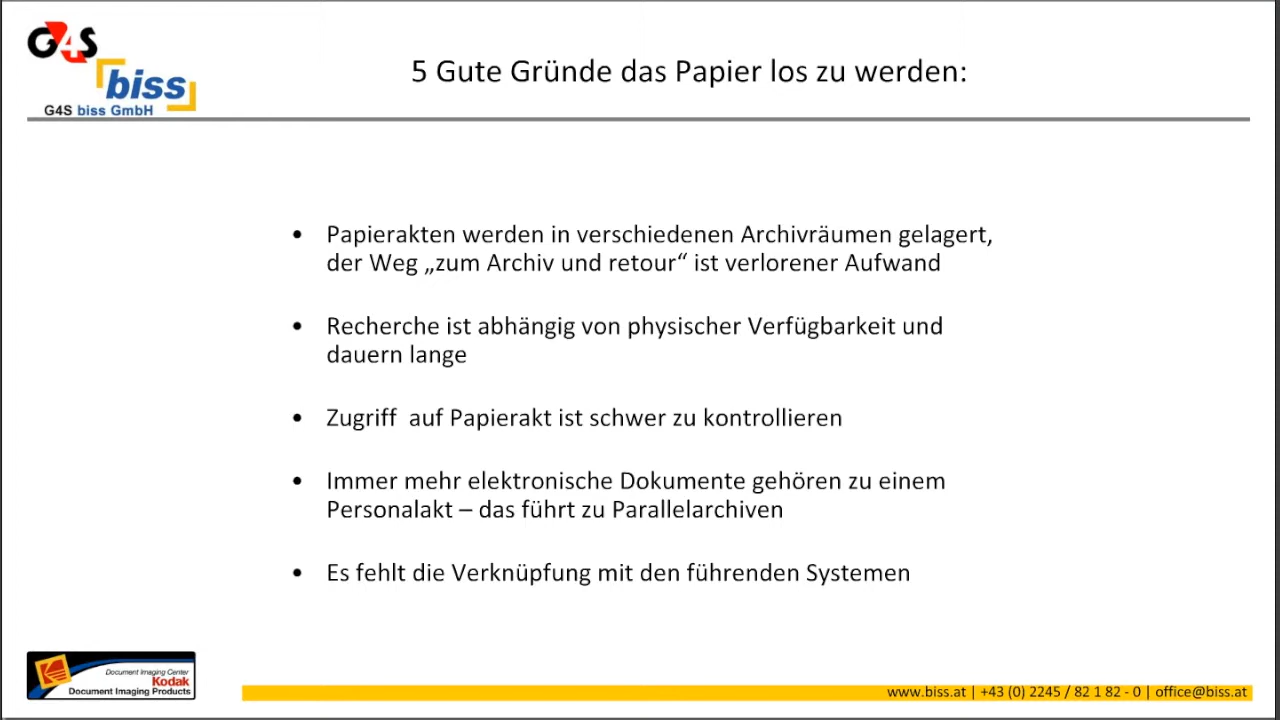 G4S
biss
G4S biss GmbH
5 Gute Gründe das Papier los zu werden:
• Papierakten werden in verschiedenen Archivräumen gelagert,
der Weg „zum Archiv und retour“ ist verlorener Aufwand
• Recherche ist abhängig von physischer Verfügbarkeit und
dauern lange
• Zugriff  auf Papierakt ist schwer zu kontrollieren
• Immer mehr elektronische Dokumente gehören zu einem
Personalakt – das führt zu Parallelarchiven
• Es fehlt die Verknüpfung mit den führenden Systemen
Document Imaging Center
Kodak
Document Imaging Products
www.biss.at | +43 (0) 2245 / 82 1 82 - 0 | office@biss.at